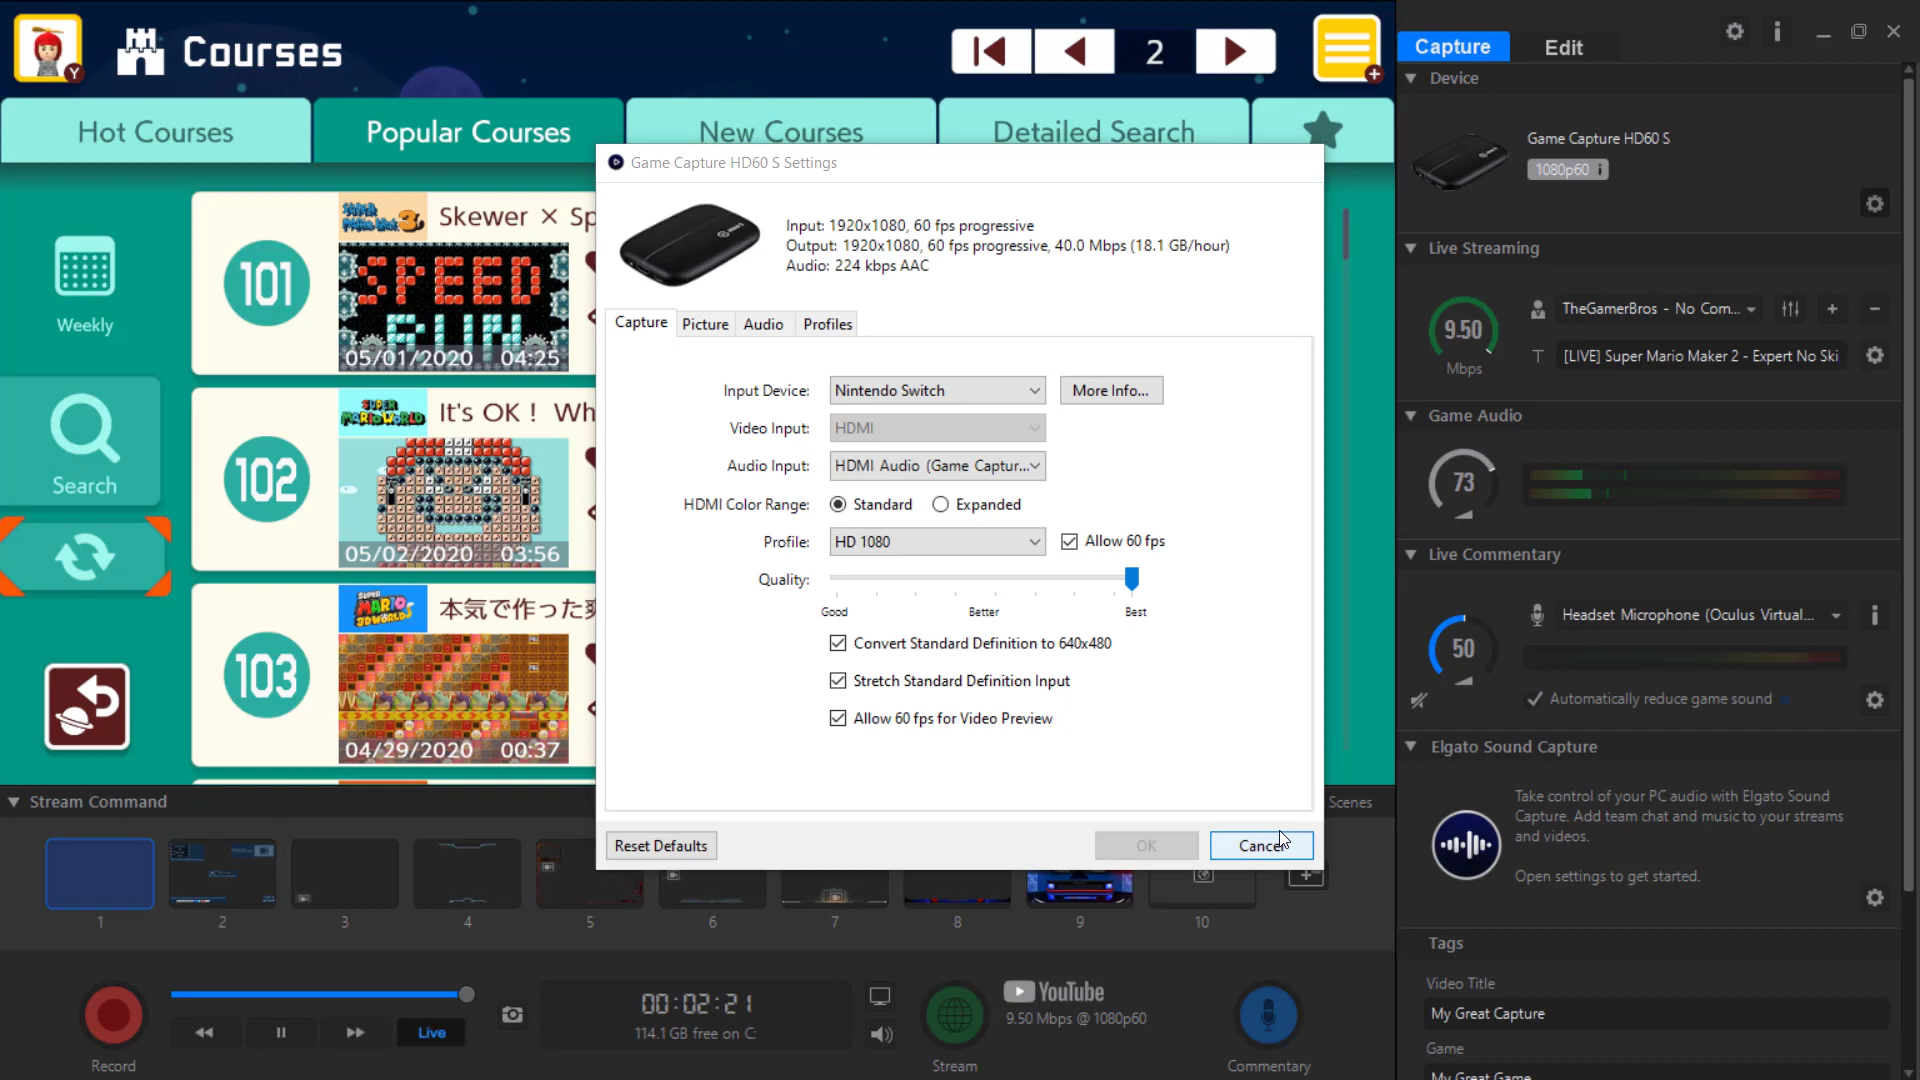 Y
Courses
2
Hot Courses
Popular Courses
New Courses
Detailed Search
Weekly
Search
101
Skewer × Sp
SPEED
RUN
05/01/2020 04:25
102
SUPER MARIO WORLD
It's OK！ Wh
05/02/2020 03:56
103
SUPER MARIO 3D WORLD
本気で作った
04/29/2020 00:37
Game Capture HD60 S Settings
Input: 1920x1080, 60 fps progressive
Output: 1920x1080, 60 fps progressive, 40.0 Mbps (18.1 GB/hour)
Audio: 224 kbps AAC
Capture
Picture
Audio
Profiles
Input Device:
Nintendo Switch
More Info...
Video Input:
HDMI
Audio Input:
HDMI Audio (Game Captur...
HDMI Color Range:
Standard
Expanded
Profile:
HD 1080
Allow 60 fps
Quality:
Good
Better
Best
Convert Standard Definition to 640x480
Stretch Standard Definition Input
Allow 60 fps for Video Preview
Reset Defaults
OK
Cancel
Stream Command
Scenes
1
2
3
4
5
6
7
8
9
10
Record
Live
00:02:21
114.1 GB free on C:
Stream
YouTube
9.50 Mbps @ 1080p60
Commentary
Capture
Edit
Device
Game Capture HD60 S
1080p60 i
Live Streaming
9.50
Mbps
TheGamerBros - No Com...
[LIVE] Super Mario Maker 2 - Expert No Ski
Game Audio
73
Live Commentary
50
Headset Microphone (Oculus Virtual...
Automatically reduce game sound
Elgato Sound Capture
Take control of your PC audio with Elgato Sound
Capture. Add team chat and music to your streams
and videos.
Open settings to get started.
Tags
Video Title
My Great Capture
Game
My Great Game